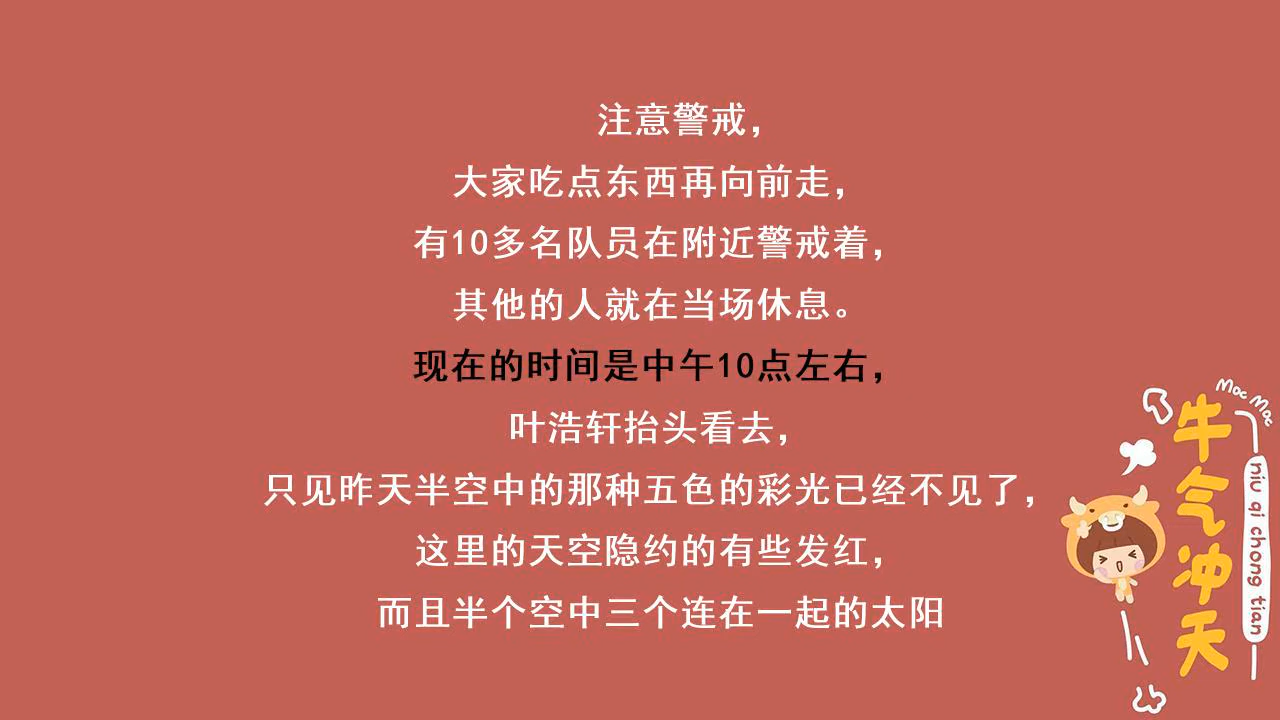 注意警戒，
大家吃点东西再向前走，
有10多名队员在附近警戒着，
其他的人就在当场休息。
现在的时间是中午10点左右，
叶浩轩抬头看去，
只见昨天半空中的那种五色的彩光已经不见了，
这里的天空隐约的有些发红，
而且半个空中三个连在一起的太阳
Moc Moc
牛气冲天
niu qi chong tian